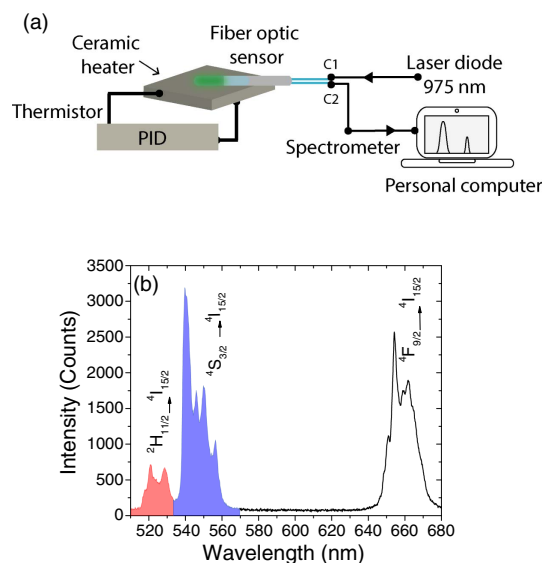 (a)
Ceramic
heater
Fiber optic
sensor
C1
C2
Laser diode
975 nm
Thermistor
PID
Spectrometer
Personal computer
(b)
Intensity (Counts)
3500
3000
2500
2000
1500
1000
500
0
²H₁₁/₂ → ⁴I₁₅/₂
⁴S₃/₂ → ⁴I₁₅/₂
⁴F₉/₂ → ⁴I₁₅/₂
520 540 560 580 600 620 640 660 680
Wavelength (nm)